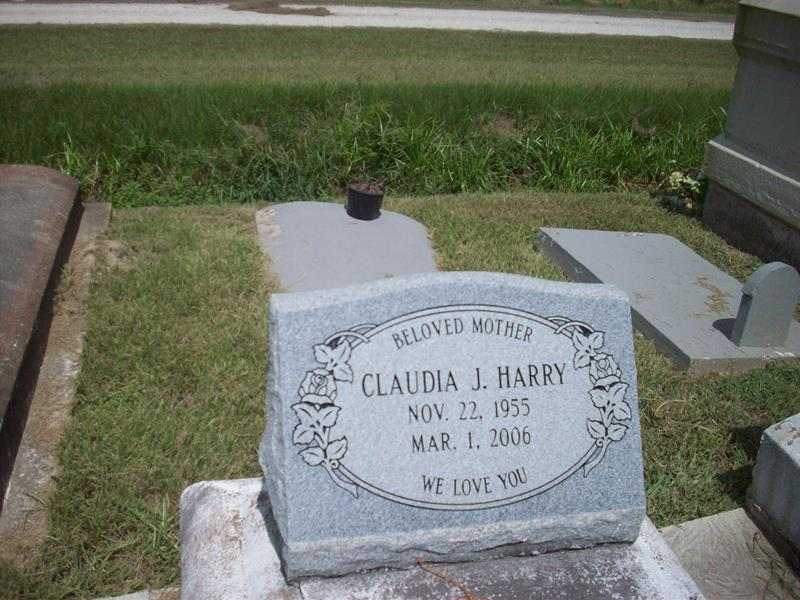 BELOVED MOTHER
CLAUDIA J. HARRY
NOV. 22, 1955
MAR. 1, 2006
WE LOVE YOU